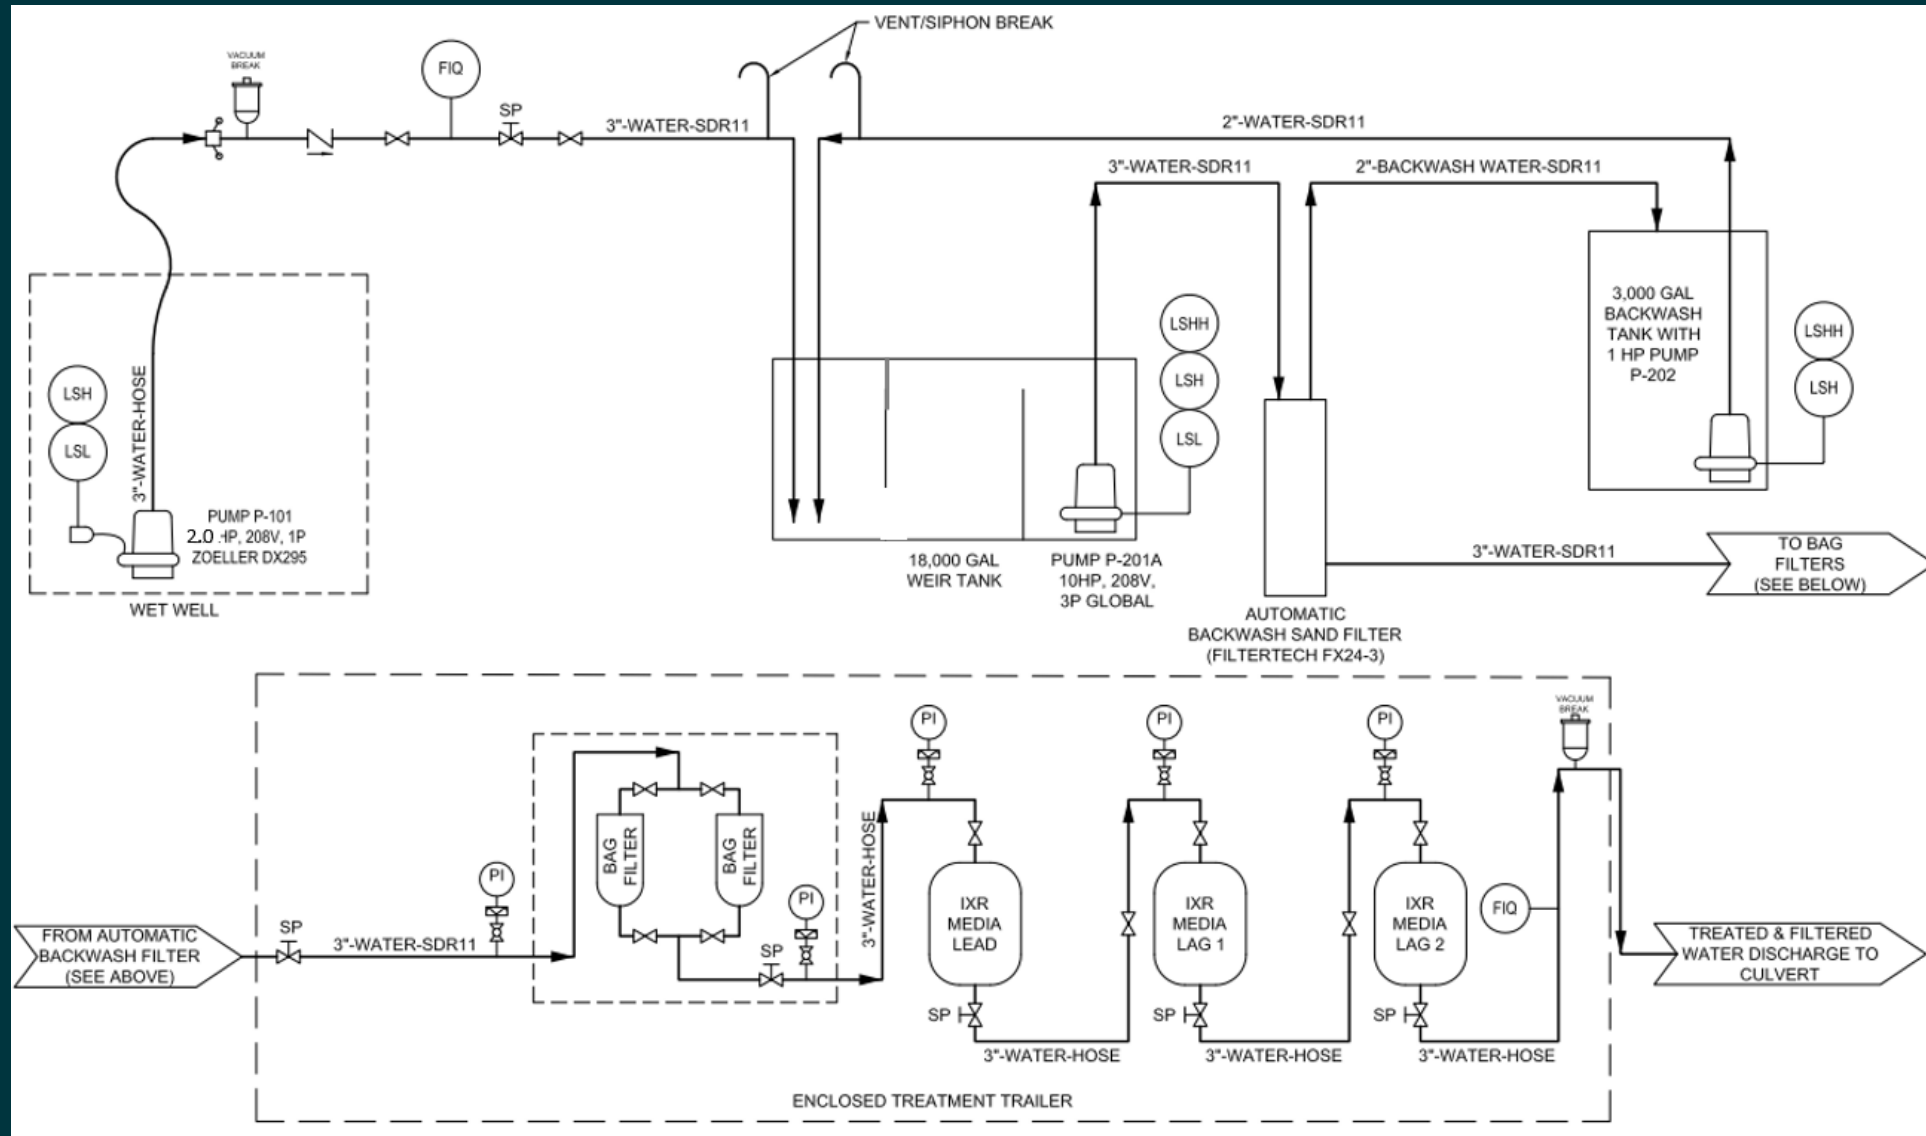 VENT/SIPHON BREAK
VACUUM
BREAK
FIQ
SP
3"-WATER-SDR11
2"-WATER-SDR11
3"-WATER-SDR11
2"-BACKWASH WATER-SDR11
LSH
LSL
3"-WATER-HOSE
PUMP P-101
2.0 HP, 208V, 1P
ZOELLER DX295
WET WELL
18,000 GAL
WEIR TANK
LSHH
LSH
LSL
PUMP P-201A
10HP, 208V,
3P GLOBAL
AUTOMATIC
BACKWASH SAND FILTER
(FILTERTECH FX24-3)
3,000 GAL
BACKWASH
TANK WITH
1 HP PUMP
P-202
LSHH
LSH
3"-WATER-SDR11
TO BAG
FILTERS
(SEE BELOW)
FROM AUTOMATIC
BACKWASH FILTER
(SEE ABOVE)
SP
3"-WATER-SDR11
PI
BAG
FILTER
BAG
FILTER
SP
PI
3"-WATER-HOSE
PI
IXR
MEDIA
LEAD
SP
3"-WATER-HOSE
PI
IXR
MEDIA
LAG 1
SP
3"-WATER-HOSE
PI
IXR
MEDIA
LAG 2
SP
3"-WATER-HOSE
FIQ
VACUUM
BREAK
TREATED & FILTERED
WATER DISCHARGE TO
CULVERT
ENCLOSED TREATMENT TRAILER